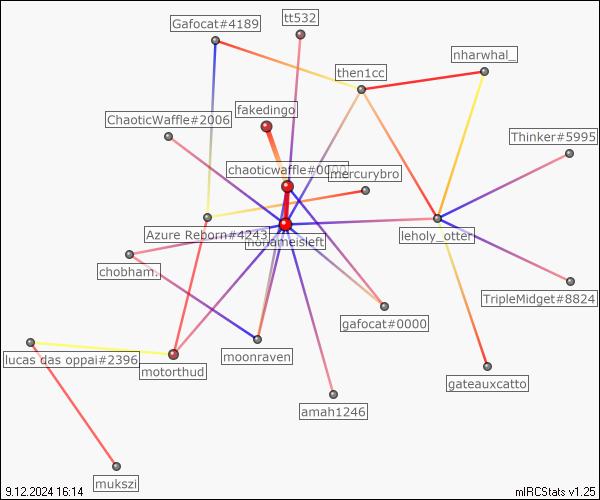 Gafocat#4189
tt532
nharwhal_
then1cc
fakedingo
ChaoticWaffle#2006
Thinker#5995
chaoticwaffle#0000
mercurybro
Azure Reborn#4243
nonameisleft
leholy_otter
chobham.
TripleMidget#8824
gafocat#0000
lucas das oppai#2396
moonraven
motorthud
gateauxcatto
amah1246
mukszi
9.12.2024 16:14
mIRCStats v1.25